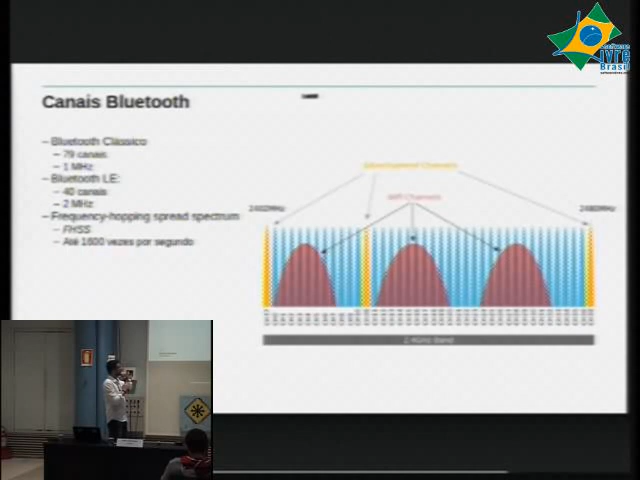 Canais Bluetooth
– Bluetooth Clássico
– 79 canais
– 1 MHz
– Bluetooth LE:
– 40 canais
– 2 MHz
– Frequency-hopping spread spectrum
– FHSS
– Até 1600 vezes por segundo
Advertisement Channels
WiFi Channels
2402MHz
2480MHz
2.4GHz Band
ivre
Brasil